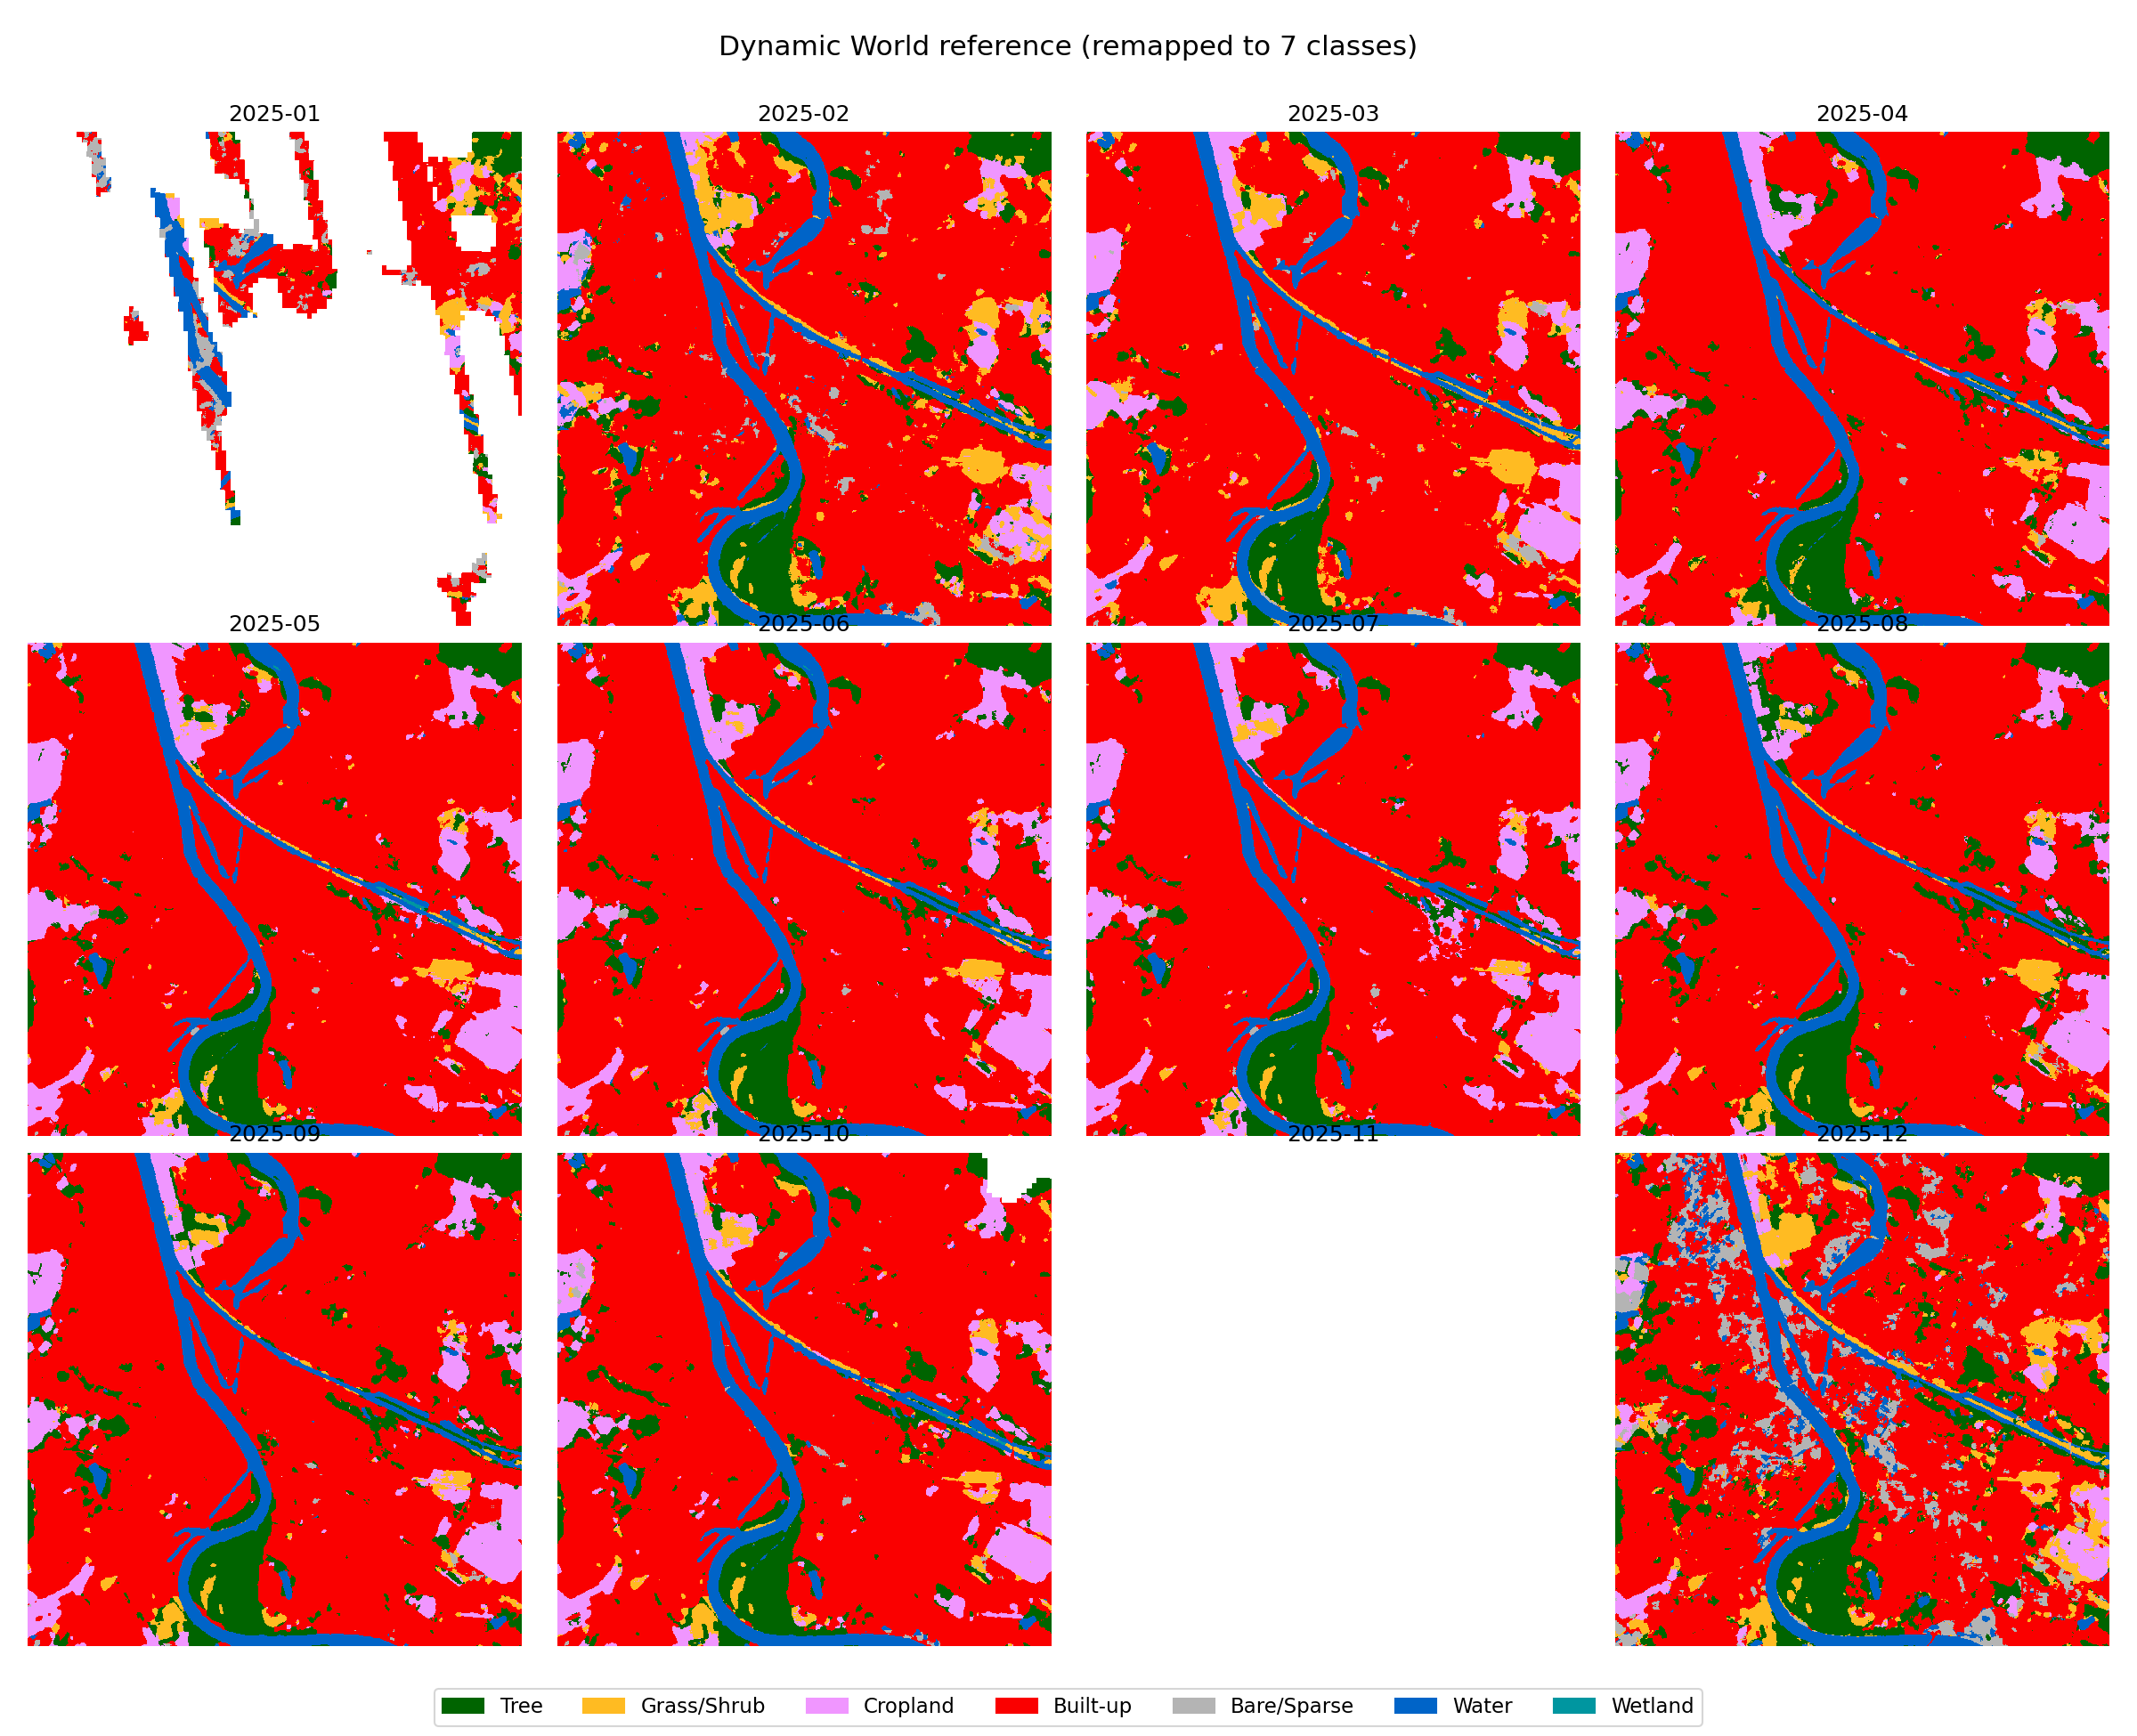 Dynamic World reference (remapped to 7 classes)
2025-01
2025-02
2025-03
2025-04
2025-05
2025-06
2025-07
2025-08
2025-09
2025-10
2025-11
2025-12
Tree
Grass/Shrub
Cropland
Built-up
Bare/Sparse
Water
Wetland